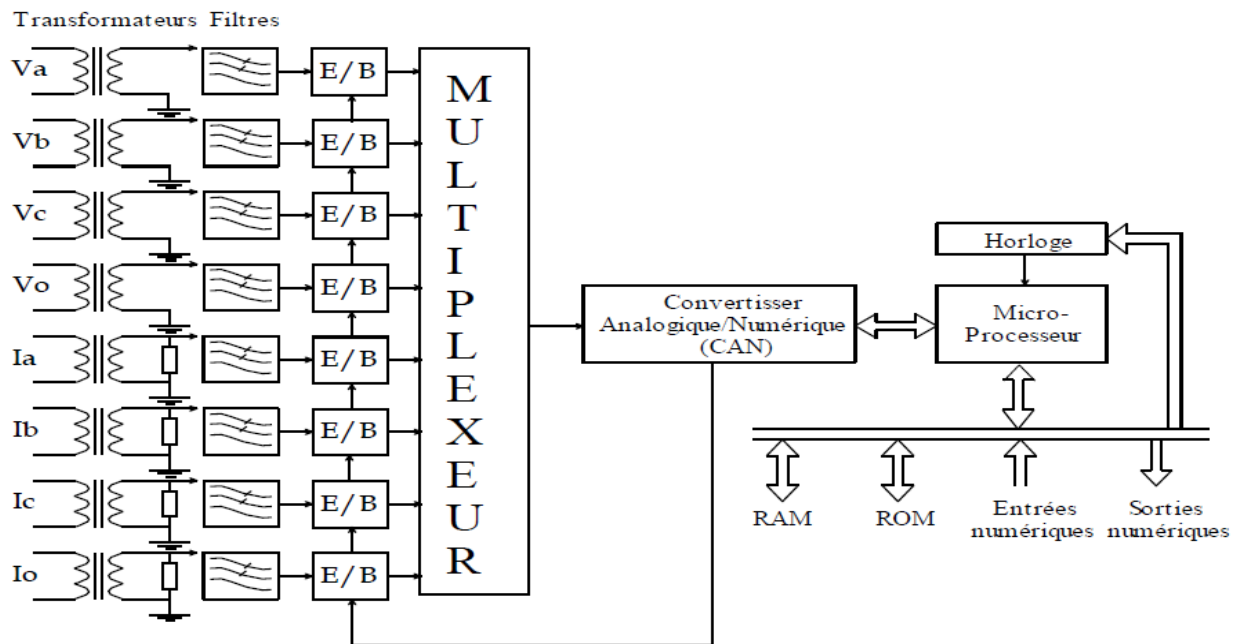 Transformateurs Filtres
Va
E/B
Vb
E/B
Vc
E/B
Vo
E/B
Ia
E/B
Ib
E/B
Ic
E/B
Io
E/B
MULTIPLEXEUR
Convertisser
Analogique/Numérique
(CAN)
Horloge
Micro-
Processeur
RAM
ROM
Entrées
numériques
Sorties
numériques